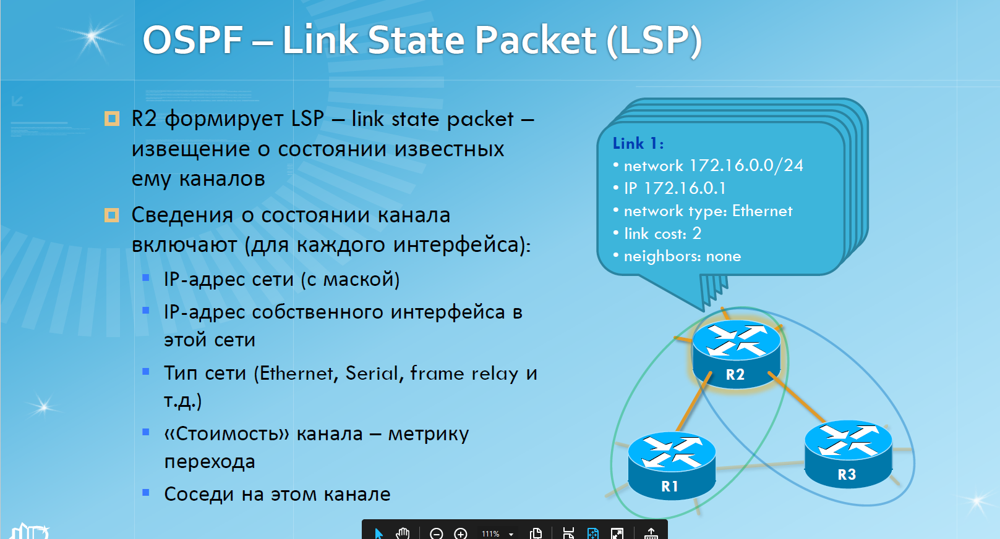 OSPF – Link State Packet (LSP)
R2 формирует LSP – link state packet –
извещение о состоянии известных
ему каналов
Сведения о состоянии канала
включают (для каждого интерфейса):
IP-адрес сети (с маской)
IP-адрес собственного интерфейса в
этой сети
Тип сети (Ethernet, Serial, frame relay и
т.д.)
«Стоимость» канала – метрику
перехода
Соседи на этом канале
Link 1:
• network 172.16.0.0/24
• IP 172.16.0.1
• network type: Ethernet
• link cost: 2
• neighbors: none
R2
R1
R3
111%